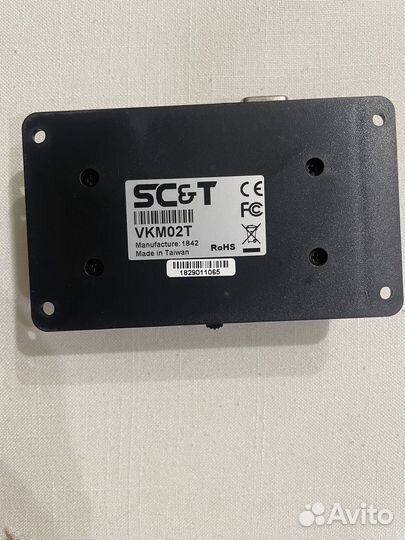 SC&T
CE
FC
VKM02T
Manufacture: 1842
Made in Taiwan
RoHS
1829011065
Avito